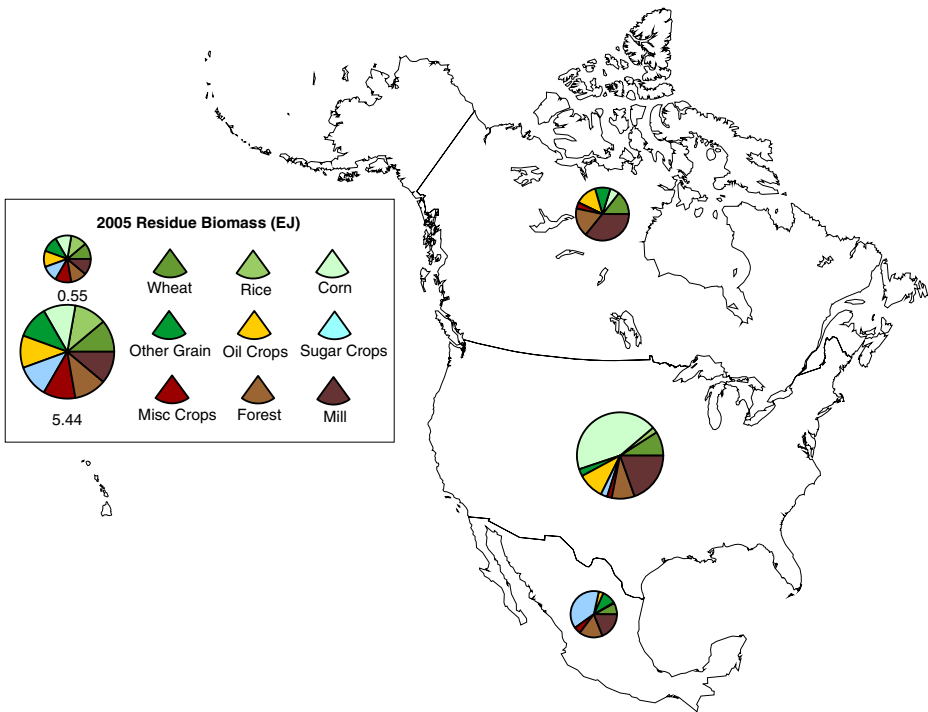 2005 Residue Biomass (EJ)
0.55
Wheat
Rice
Corn
Other Grain
Oil Crops
Sugar Crops
5.44
Misc Crops
Forest
Mill